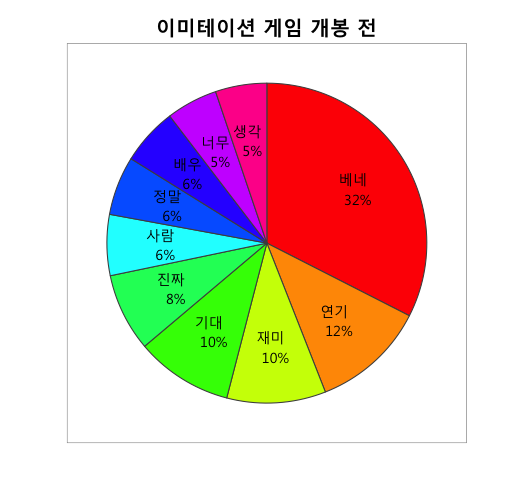 이미테이션 게임 개봉 전
베네
32%
연기
12%
재미
10%
기대
10%
진짜
8%
사람
6%
정말
6%
배우
6%
너무
5%
생각
5%